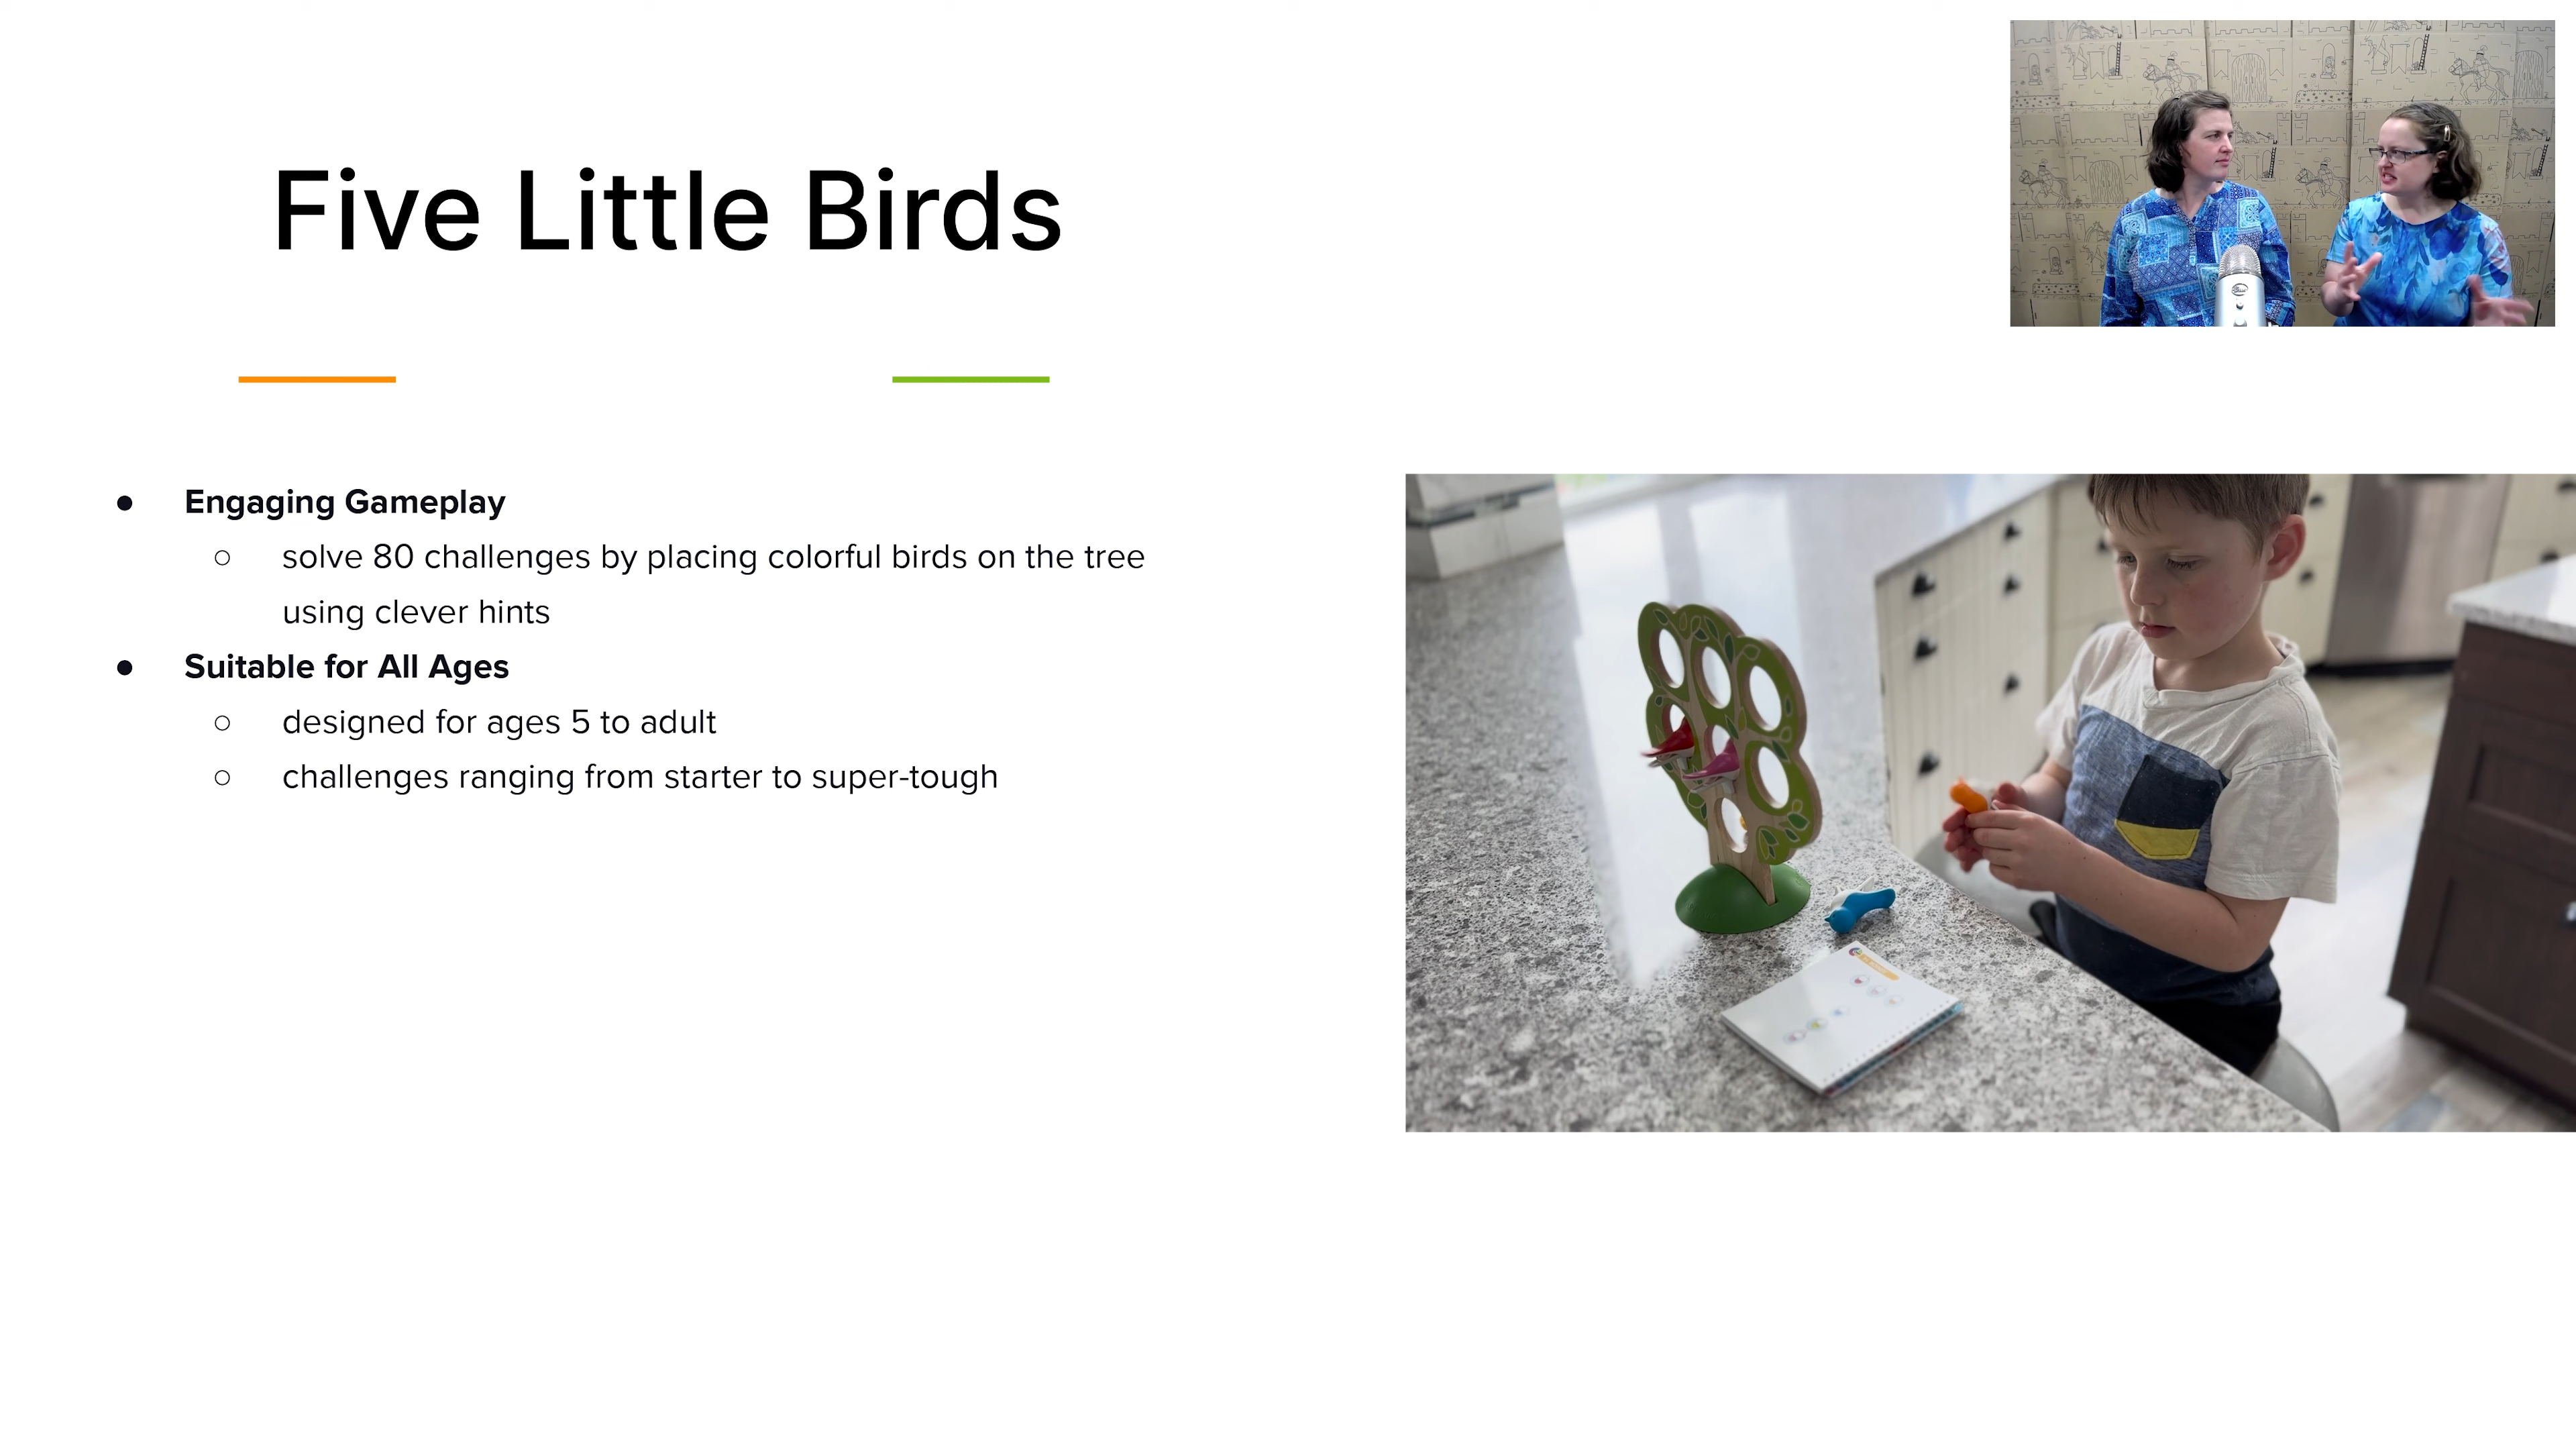 Five Little Birds
● Engaging Gameplay
○ solve 80 challenges by placing colorful birds on the tree
using clever hints
● Suitable for All Ages
○ designed for ages 5 to adult
○ challenges ranging from starter to super-tough